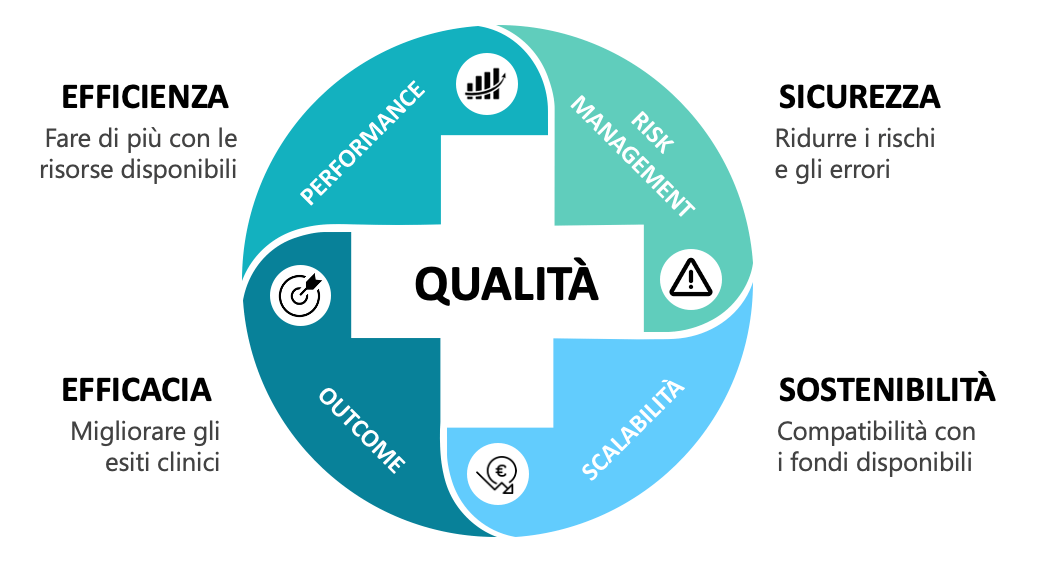 EFFICIENZA
Fare di più con le
risorse disponibili
PERFORMANCE
RISK
MANAGEMENT
SICUREZZA
Ridurre i rischi
e gli errori
QUALITÀ
EFFICACIA
Migliorare gli
esiti clinici
OUTCOME
€
SCALABILITÀ
SOSTENIBILITÀ
Compatibilità con
i fondi disponibili